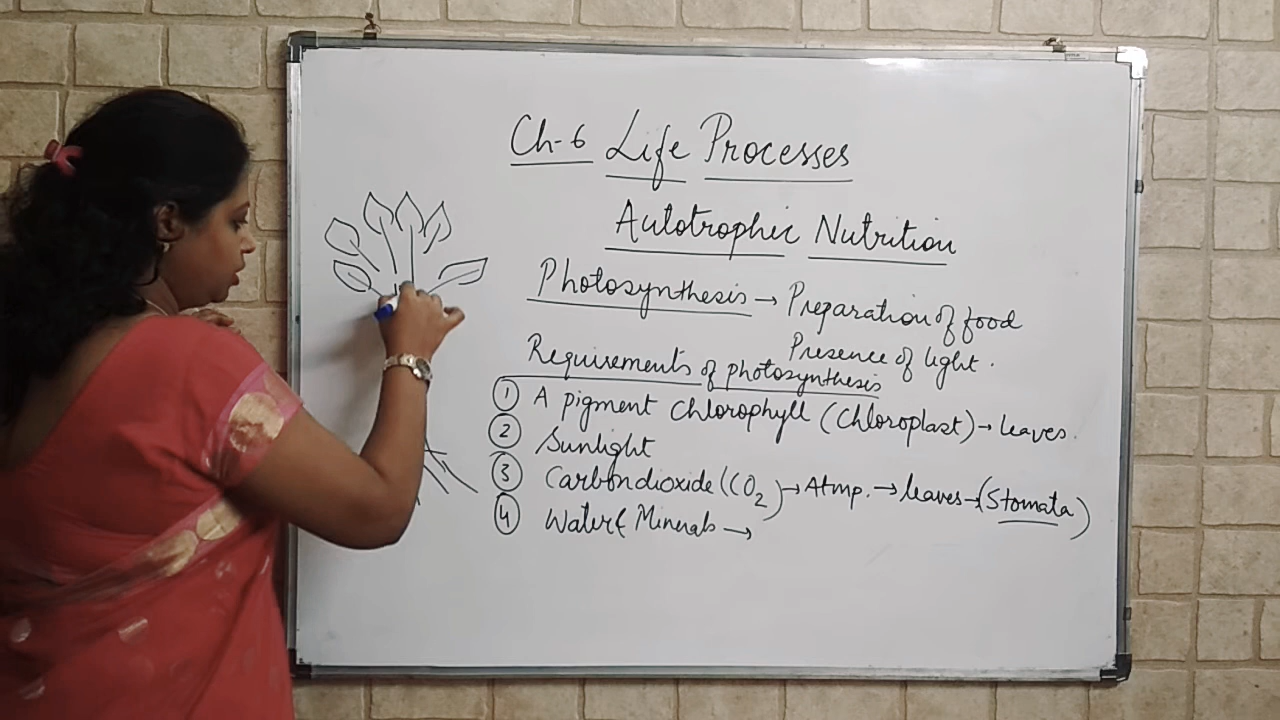 Ch-6 Life Processes
Autotrophic Nutrition
Photosynthesis → Preparation of food
Presence of light.
Requirements of photosynthesis
① A pigment Chlorophyll (Chloroplast) → leaves.
② Sunlight
③ Carbondioxide (CO₂) → Atmp. → leaves → (Stomata)
④ Water & Minerals →